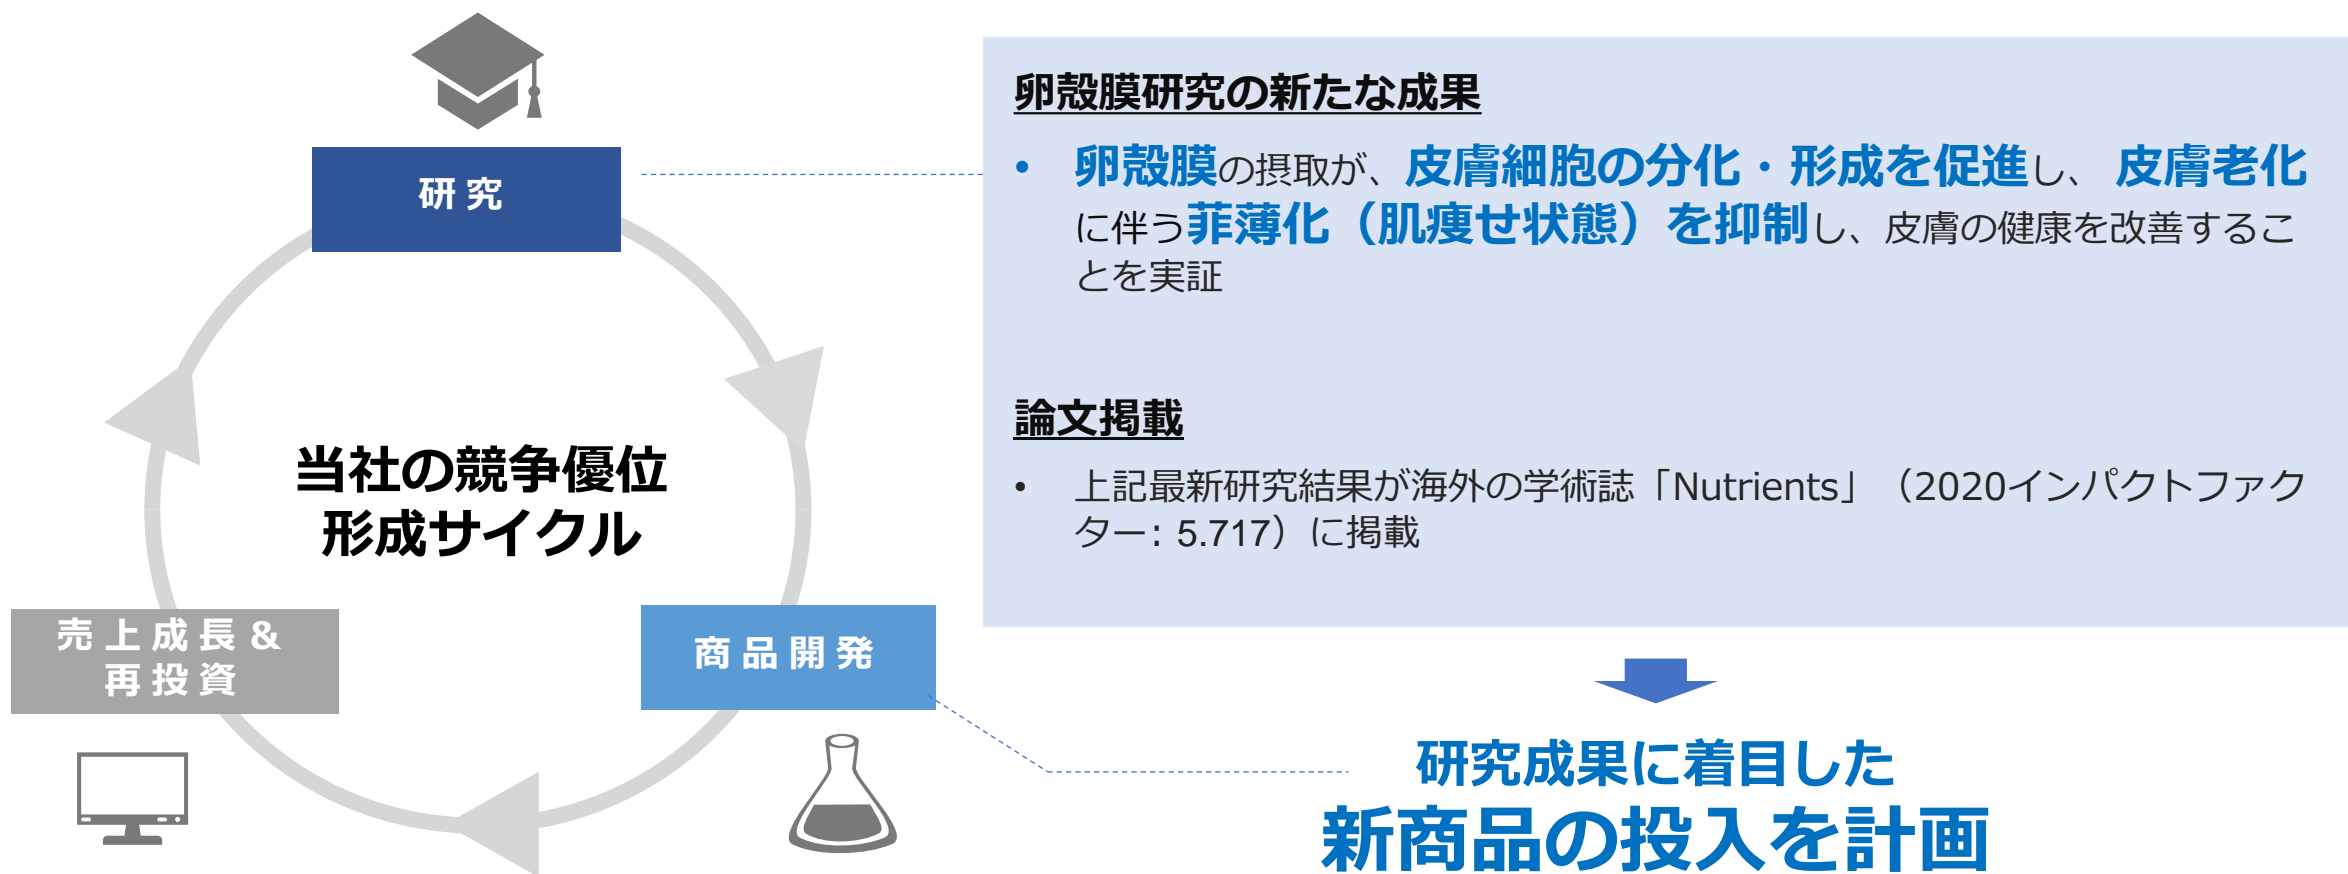 研究
当社の競争優位
形成サイクル
売上成長&
再投資
商品開発
卵殻膜研究の新たな成果
• 卵殻膜の摂取が、皮膚細胞の分化・形成を促進し、 皮膚老化
に伴う菲薄化（肌痩せ状態）を抑制し、皮膚の健康を改善するこ
とを実証
論文掲載
• 上記最新研究結果が海外の学術誌「Nutrients」（2020インパクトファク
ター: 5.717）に掲載
研究成果に着目した
新商品の投入を計画